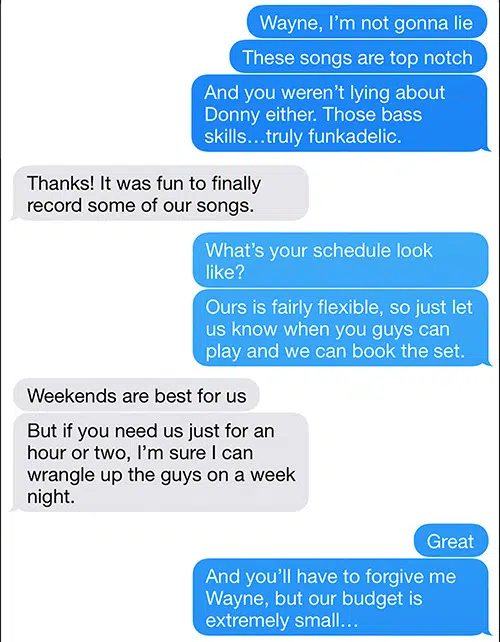 Wayne, I’m not gonna lie
These songs are top notch
And you weren’t lying about
Donny either. Those bass
skills…truly funkadelic.
Thanks! It was fun to finally
record some of our songs.
What’s your schedule look
like?
Ours is fairly flexible, so just let
us know when you guys can
play and we can book the set.
Weekends are best for us
But if you need us just for an
hour or two, I’m sure I can
wrangle up the guys on a week
night.
Great
And you’ll have to forgive me
Wayne, but our budget is
extremely small…